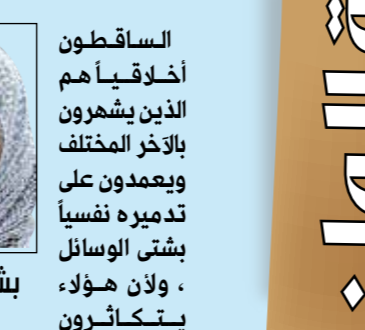 الساقطون
أخلاقياً هم
الذين يشهرون
بالآخر المختلف
ويعمدون على
تدميره نفسياً
بشتى الوسائل
، ولأن هؤلاء
يتكاثرون